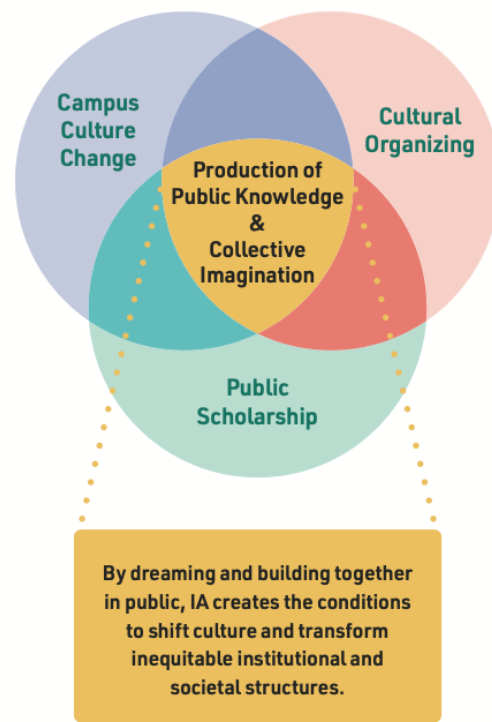 Campus
Culture
Change
Cultural
Organizing
Production of
Public Knowledge
&
Collective
Imagination
Public
Scholarship
By dreaming and building together
in public, IA creates the conditions
to shift culture and transform
inequitable institutional and
societal structures.